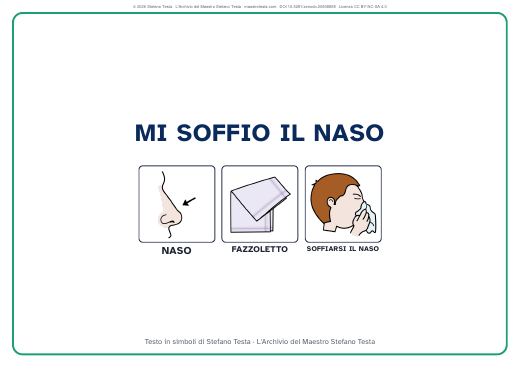 MI SOFFIO IL NASO
NASO
FAZZOLETTO
SOFFIARSI IL NASO
Testo in simboli di Stefano Testa - L'Archivio del Maestro Stefano Testa